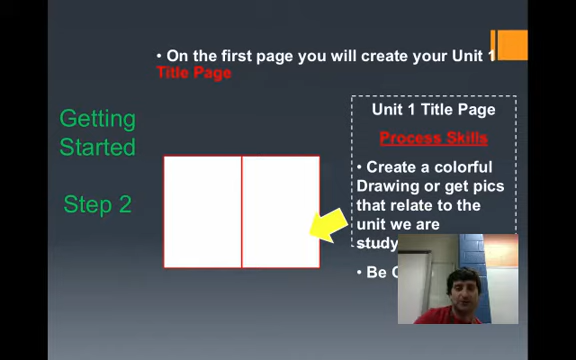 • On the first page you will create your Unit 1
Title Page
Getting
Started
Step 2
Unit 1 Title Page
Process Skills
• Create a colorful
Drawing or get pics
that relate to the
unit we are
study
• Be